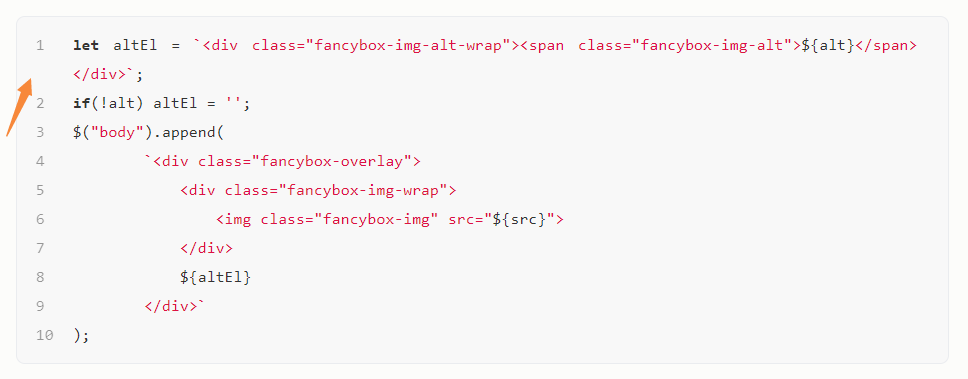 1 let altEl = `<div class="fancybox-img-alt-wrap"><span class="fancybox-img-alt">${alt}</span>
</div>`;
2 if(!alt) altEl = '';
3 $("body").append(
4         `<div class="fancybox-overlay">
5             <div class="fancybox-img-wrap">
6                 <img class="fancybox-img" src="${src}">
7             </div>
8             ${altEl}
9         </div>`
10 );